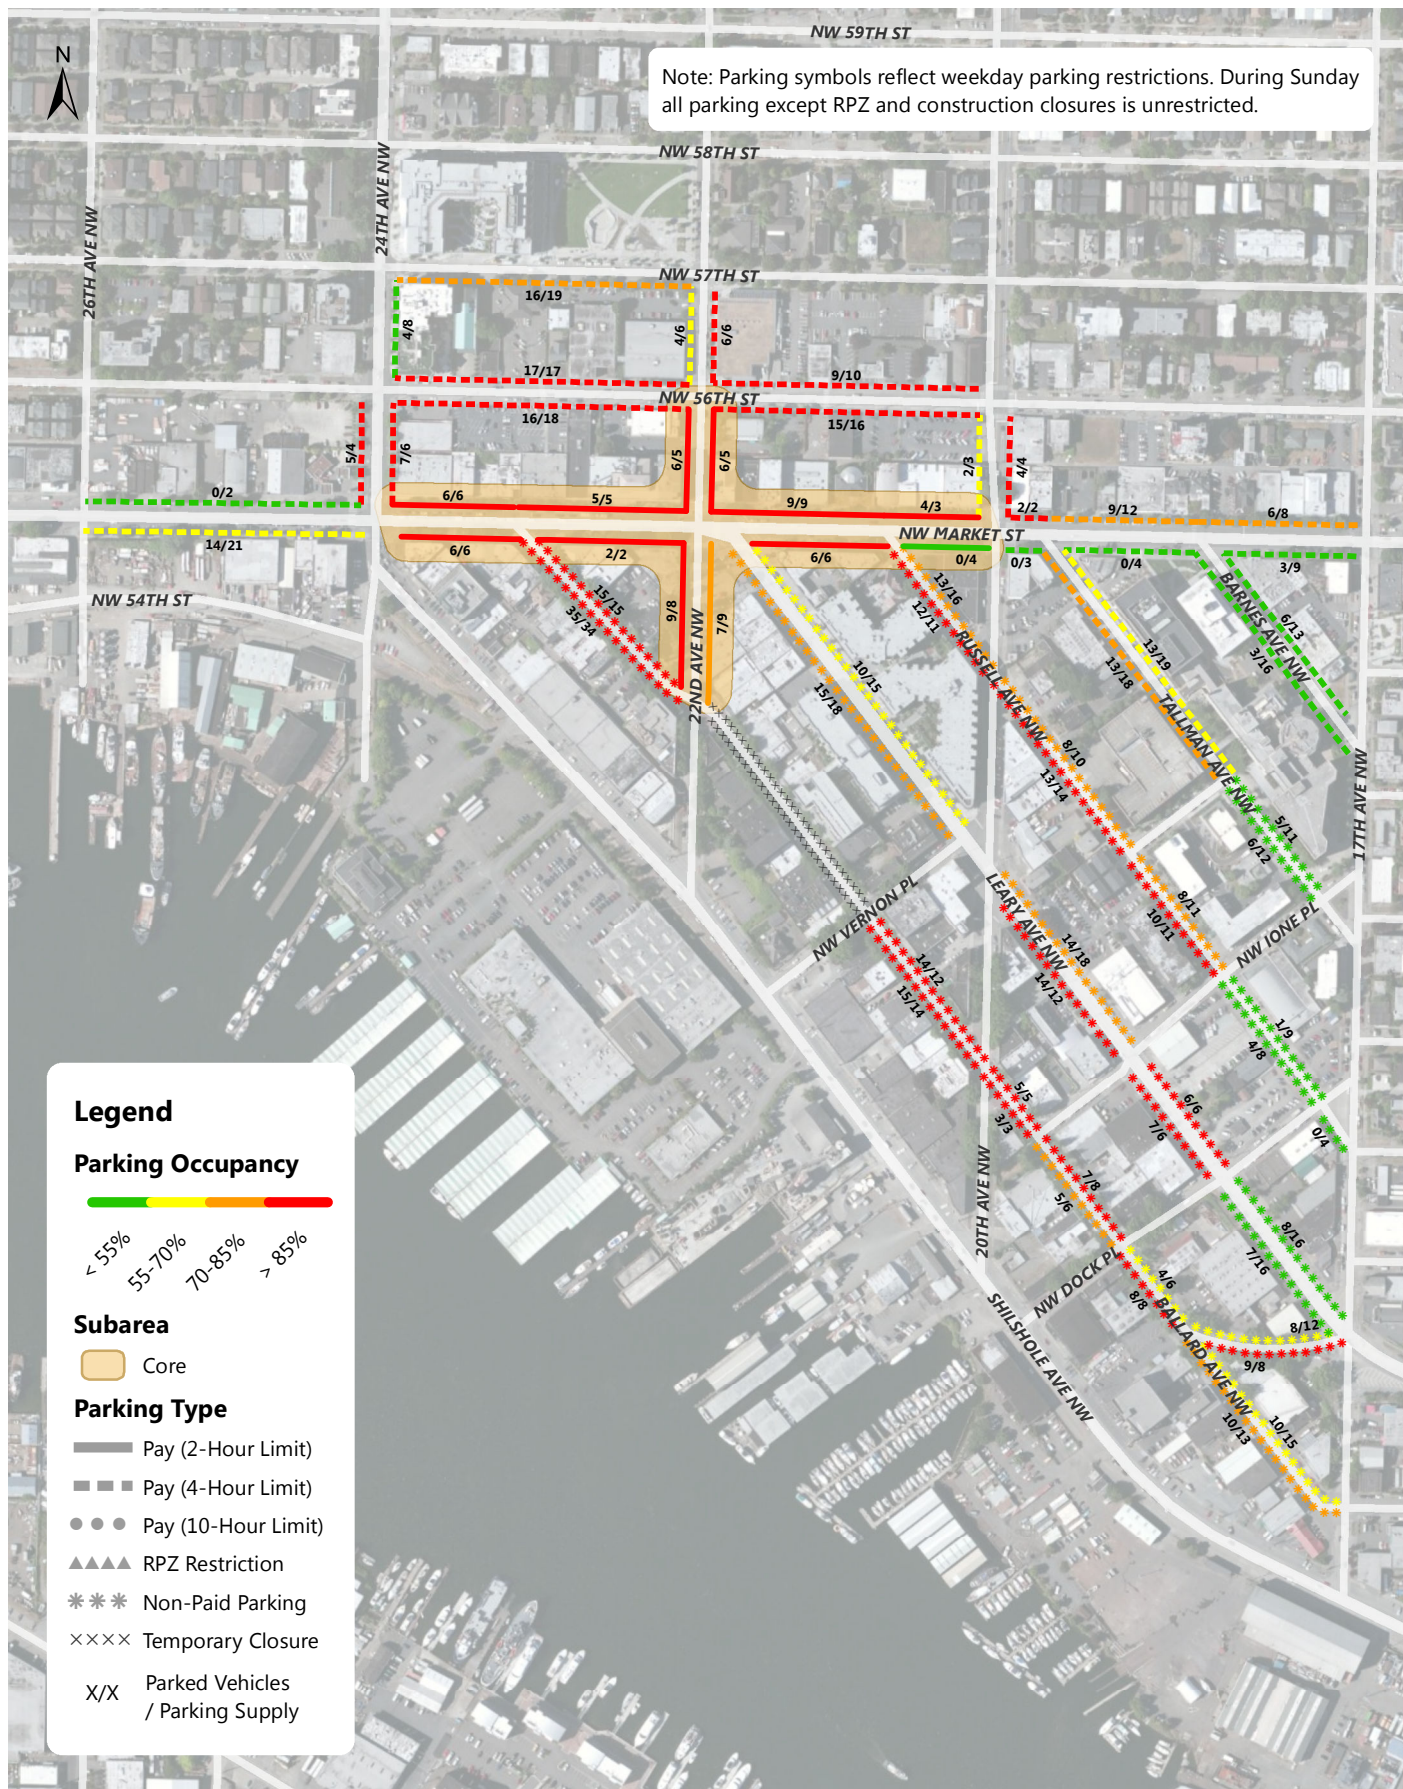 NW 59TH ST
N
Note: Parking symbols reflect weekday parking restrictions. During Sunday
all parking except RPZ and construction closures is unrestricted.
NW 58TH ST
24TH AVE NW
26TH AVE NW
NW 57TH ST
16/19
4/8
4/6
6/6
17/17
9/10
NW 56TH ST
16/18
15/16
5/4
7/6
6/5
6/5
2/3
4/4
0/2
6/6
5/5
9/9
4/3
2/2
9/12
6/8
NW MARKET ST
14/21
6/6
2/2
6/6
0/4
0/3
0/4
3/9
NW 54TH ST
15/15
35/34
9/8
7/9
22ND AVE NW
13/16
12/11
RUSSELL AVE NW
BARNES AVE NW
6/13
3/16
13/19
13/18
TALLMAN AVE NW
10/15
15/18
8/10
13/14
5/11
6/12
17TH AVE NW
NW VERNON PL
LEARY AVE NW
8/11
10/11
NW IONE PL
14/18
14/12
14/12
15/14
1/9
4/8
5/5
3/3
6/6
7/6
0/4
7/8
5/6
20TH AVE NW
NW DOCK PL
8/16
7/16
4/6
8/8
BALLARD AVE NW
8/12
9/8
SHILSHOLE AVE NW
10/15
10/13
Legend
Parking Occupancy
< 55%
55-70%
70-85%
> 85%
Subarea
Core
Parking Type
Pay (2-Hour Limit)
Pay (4-Hour Limit)
Pay (10-Hour Limit)
RPZ Restriction
Non-Paid Parking
Temporary Closure
X/X Parked Vehicles
/ Parking Supply